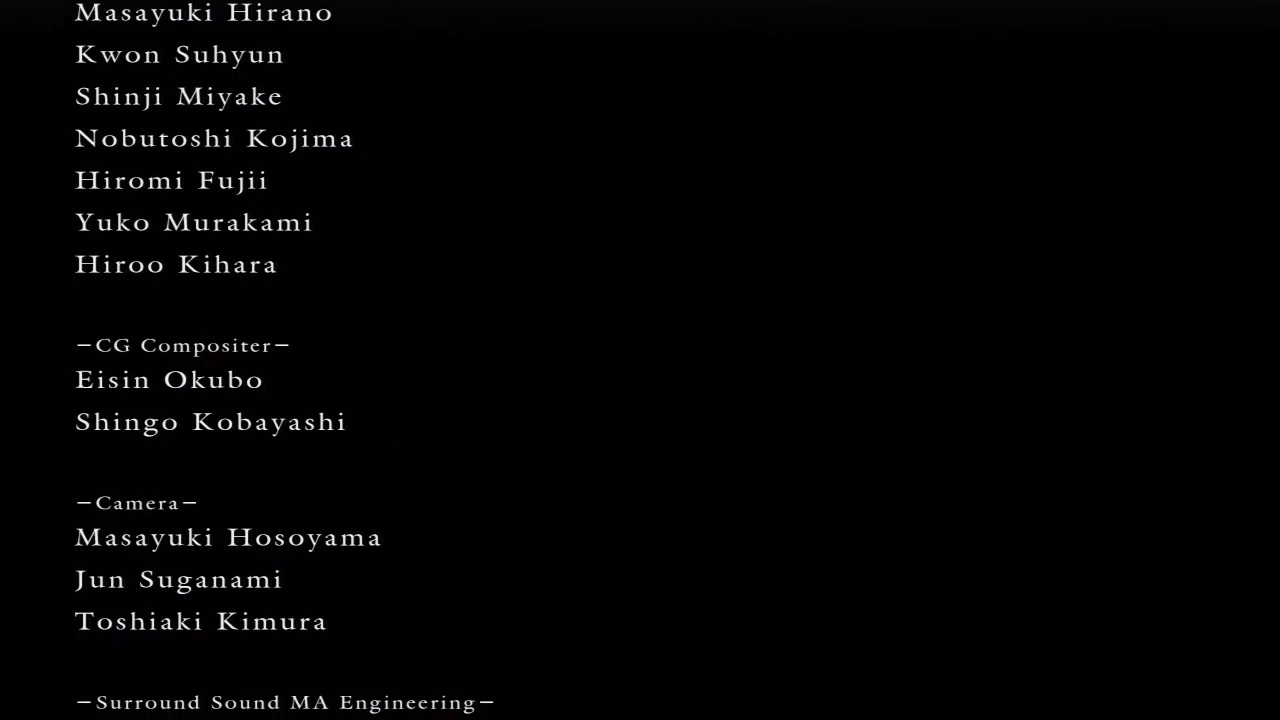 Masayuki Hirano
Kwon Suhyun
Shinji Miyake
Nobutoshi Kojima
Hiromi Fujii
Yuko Murakami
Hiroo Kihara
−CG Compositer−
Eisin Okubo
Shingo Kobayashi
−Camera−
Masayuki Hosoyama
Jun Suganami
Toshiaki Kimura
−Surround Sound MA Engineering−